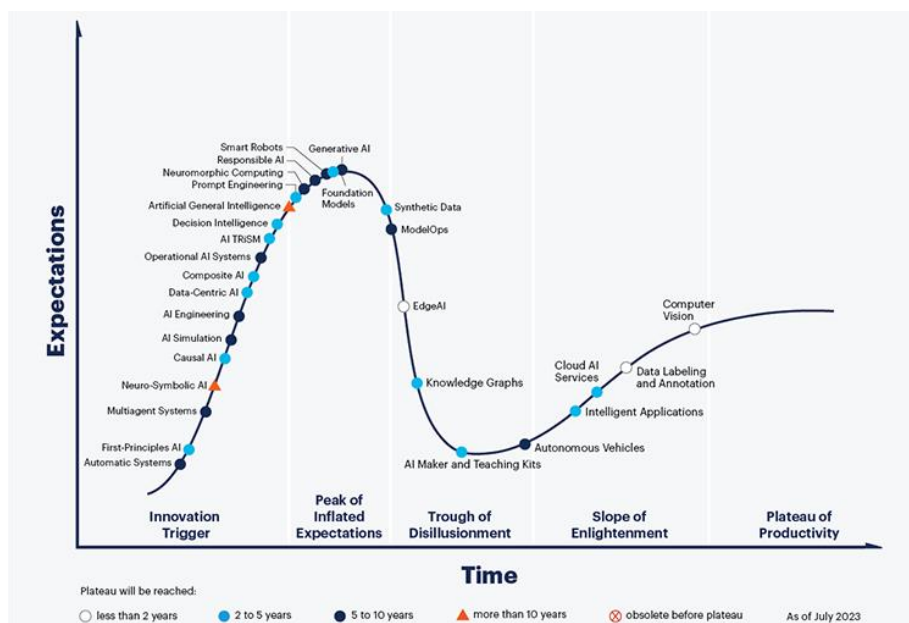 Expectations
Smart Robots
Generative AI
Responsible AI
Neuromorphic Computing
Prompt Engineering
Foundation
Models
Artificial General Intelligence
Synthetic Data
Decision Intelligence
ModelOps
AI TRiSM
Operational AI Systems
Composite AI
Data-Centric AI
EdgeAI
Computer
Vision
AI Engineering
AI Simulation
Causal AI
Cloud AI
Services
Data Labeling
and Annotation
Neuro-Symbolic AI
Knowledge Graphs
Multiagent Systems
Intelligent Applications
First-Principles AI
Autonomous Vehicles
Automatic Systems
AI Maker and Teaching Kits
Innovation
Trigger
Peak of
Inflated
Expectations
Trough of
Disillusionment
Slope of
Enlightenment
Plateau of
Productivity
Time
Plateau will be reached:
less than 2 years
2 to 5 years
5 to 10 years
more than 10 years
obsolete before plateau
As of July 2023